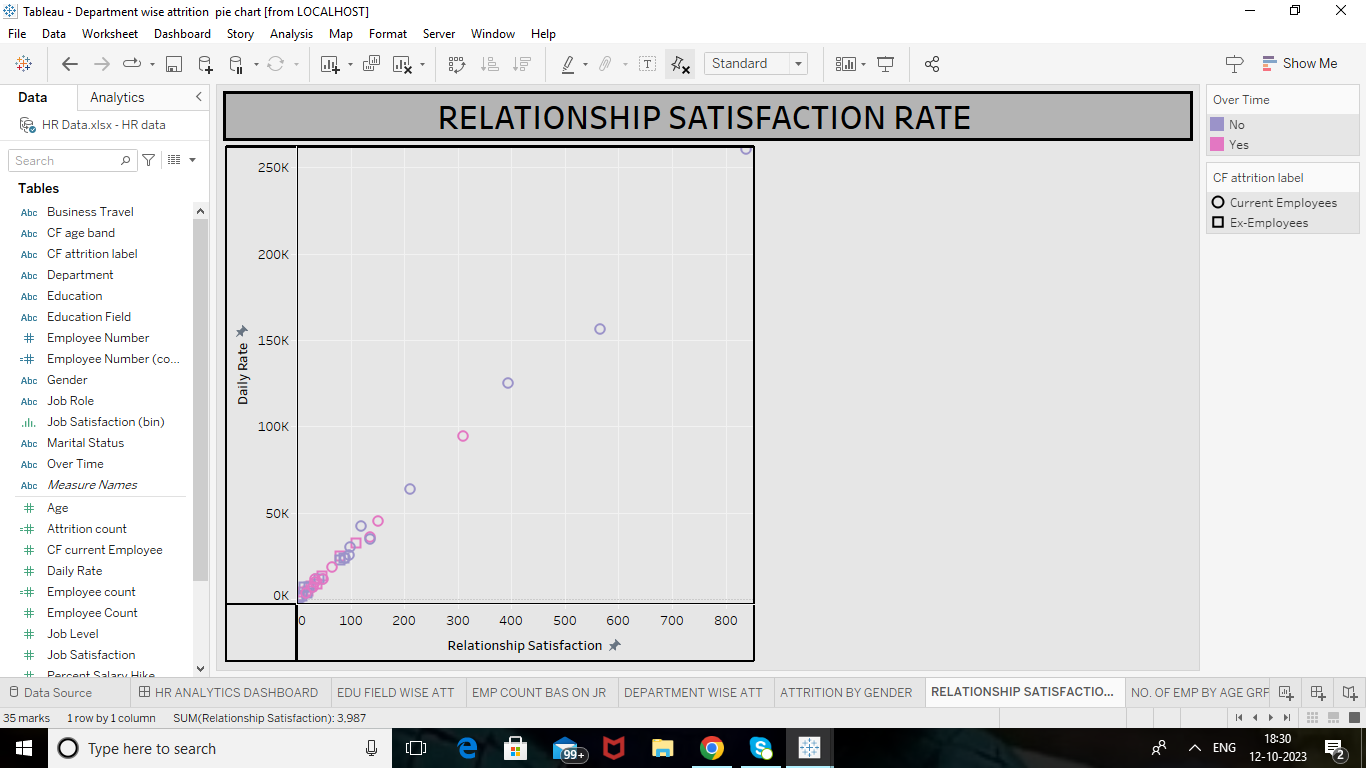 Tableau - Department wise attrition  pie chart [from LOCALHOST]
File Data Worksheet Dashboard Story Analysis Map Format Server Window Help
Standard
Show Me
Data Analytics
HR Data.xlsx - HR data
Search
Tables
Abc Business Travel
Abc CF age band
Abc CF attrition label
Abc Department
Abc Education
Abc Education Field
# Employee Number
=# Employee Number (co...
Abc Gender
Abc Job Role
Job Satisfaction (bin)
Abc Marital Status
Abc Over Time
Abc Measure Names
# Age
=# Attrition count
# CF current Employee
# Daily Rate
=# Employee count
# Employee Count
# Job Level
# Job Satisfaction
# Percent Salary Hike
RELATIONSHIP SATISFACTION RATE
250K
200K
150K
100K
50K
0K
Daily Rate
0 100 200 300 400 500 600 700 800
Relationship Satisfaction
Over Time
No
Yes
CF attrition label
Current Employees
Ex-Employees
Data Source HR ANALYTICS DASHBOARD EDU FIELD WISE ATT EMP COUNT BAS ON JR DEPARTMENT WISE ATT ATTRITION BY GENDER RELATIONSHIP SATISFACTIO... NO. OF EMP BY AGE GRP
35 marks 1 row by 1 column SUM(Relationship Satisfaction): 3,987
Type here to search
99+
ENG
18:30
12-10-2023
2